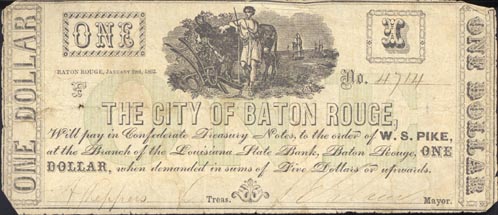 ONE DOLLAR
ONE
1
BATON ROUGE, JANUARY 22d, 1862.
No. 4714
THE CITY OF BATON ROUGE,
Will pay in Confederate Treasury Notes, to the order of W. S. PIKE,
at the Branch of the Louisiana State Bank, Baton Rouge, ONE
DOLLAR, when demanded in sums of Five Dollars or upwards.
Treas. Mayor.
ONE DOLLAR